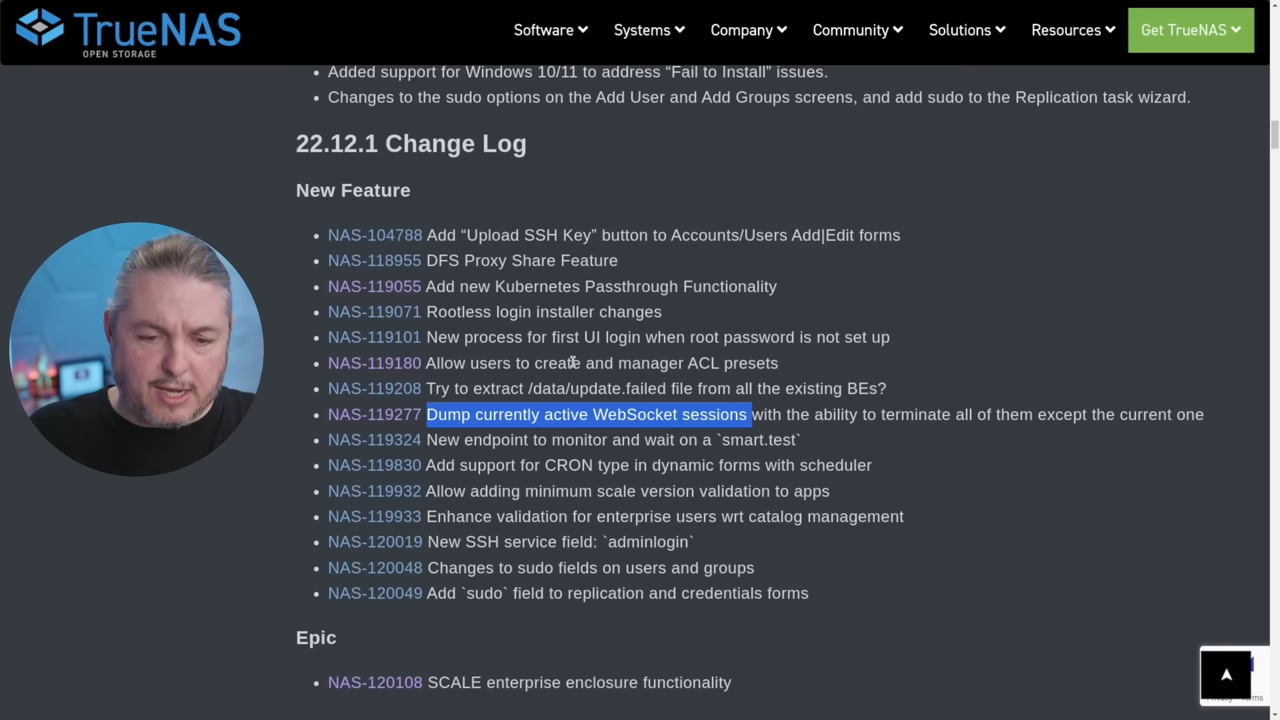 TrueNAS
OPEN STORAGE
Software
Systems
Company
Community
Solutions
Resources
Get TrueNAS
Added support for Windows 10/11 to address “Fail to Install” issues.
Changes to the sudo options on the Add User and Add Groups screens, and add sudo to the Replication task wizard.
22.12.1 Change Log
New Feature
NAS-104788 Add “Upload SSH Key” button to Accounts/Users Add|Edit forms
NAS-118955 DFS Proxy Share Feature
NAS-119055 Add new Kubernetes Passthrough Functionality
NAS-119071 Rootless login installer changes
NAS-119101 New process for first UI login when root password is not set up
NAS-119180 Allow users to create and manager ACL presets
NAS-119208 Try to extract /data/update.failed file from all the existing BEs?
NAS-119277 Dump currently active WebSocket sessions with the ability to terminate all of them except the current one
NAS-119324 New endpoint to monitor and wait on a `smart.test`
NAS-119830 Add support for CRON type in dynamic forms with scheduler
NAS-119932 Allow adding minimum scale version validation to apps
NAS-119933 Enhance validation for enterprise users wrt catalog management
NAS-120019 New SSH service field: `adminlogin`
NAS-120048 Changes to sudo fields on users and groups
NAS-120049 Add `sudo` field to replication and credentials forms
Epic
NAS-120108 SCALE enterprise enclosure functionality